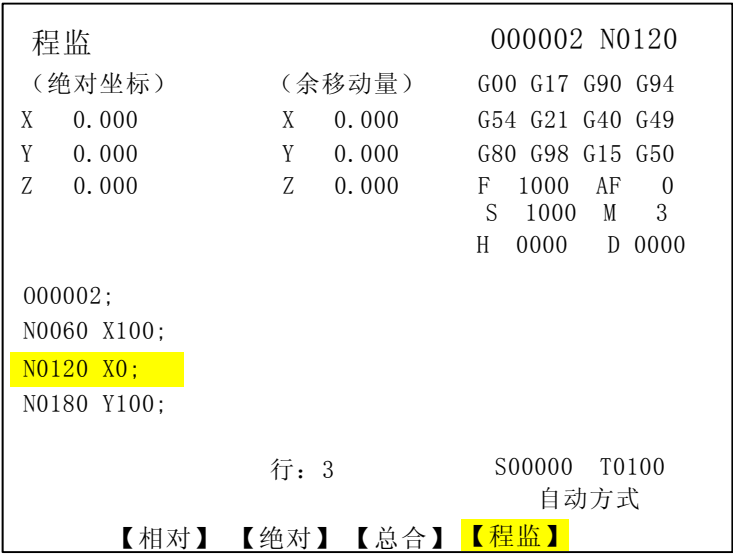 程监 O00002 N0120
（绝对坐标） （余移动量） G00 G17 G90 G94
X 0.000 X 0.000 G54 G21 G40 G49
Y 0.000 Y 0.000 G80 G98 G15 G50
Z 0.000 Z 0.000 F 1000 AF 0
S 1000 M 3
H 0000 D 0000
O00002;
N0060 X100;
N0120 X0;
N0180 Y100;
行：3 S00000 T0100
自动方式
【相对】 【绝对】 【总合】 【程监】